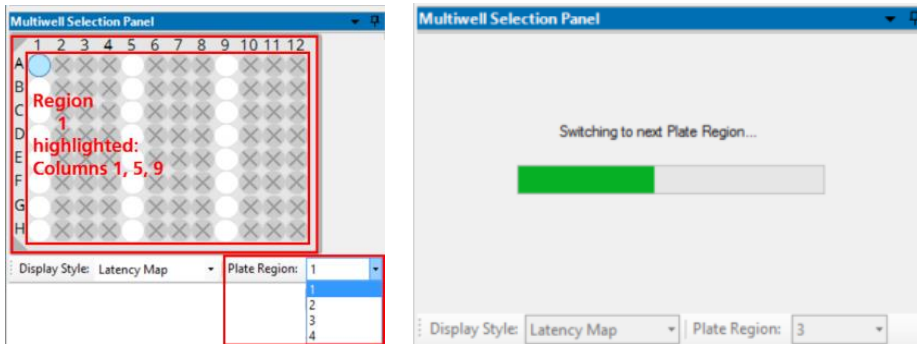 Multiwell Selection Panel
1 2 3 4 5 6 7 8 9 10 11 12
A
B
C
D
E
F
G
H
Region
1
highlighted:
Columns 1, 5, 9
Display Style: Latency Map Plate Region: 1
1
2
3
4
Multiwell Selection Panel
Switching to next Plate Region...
Display Style: Latency Map Plate Region: 3